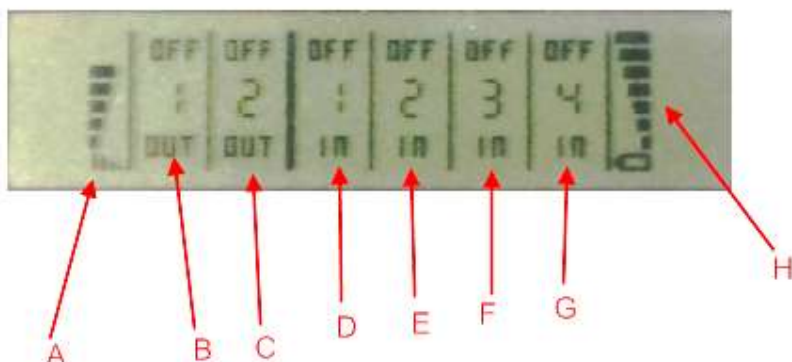 OFF OFF OFF OFF OFF OFF
1 2 1 2 3 4
OUT OUT IN IN IN IN
H
G
F
E
D
C
B
A